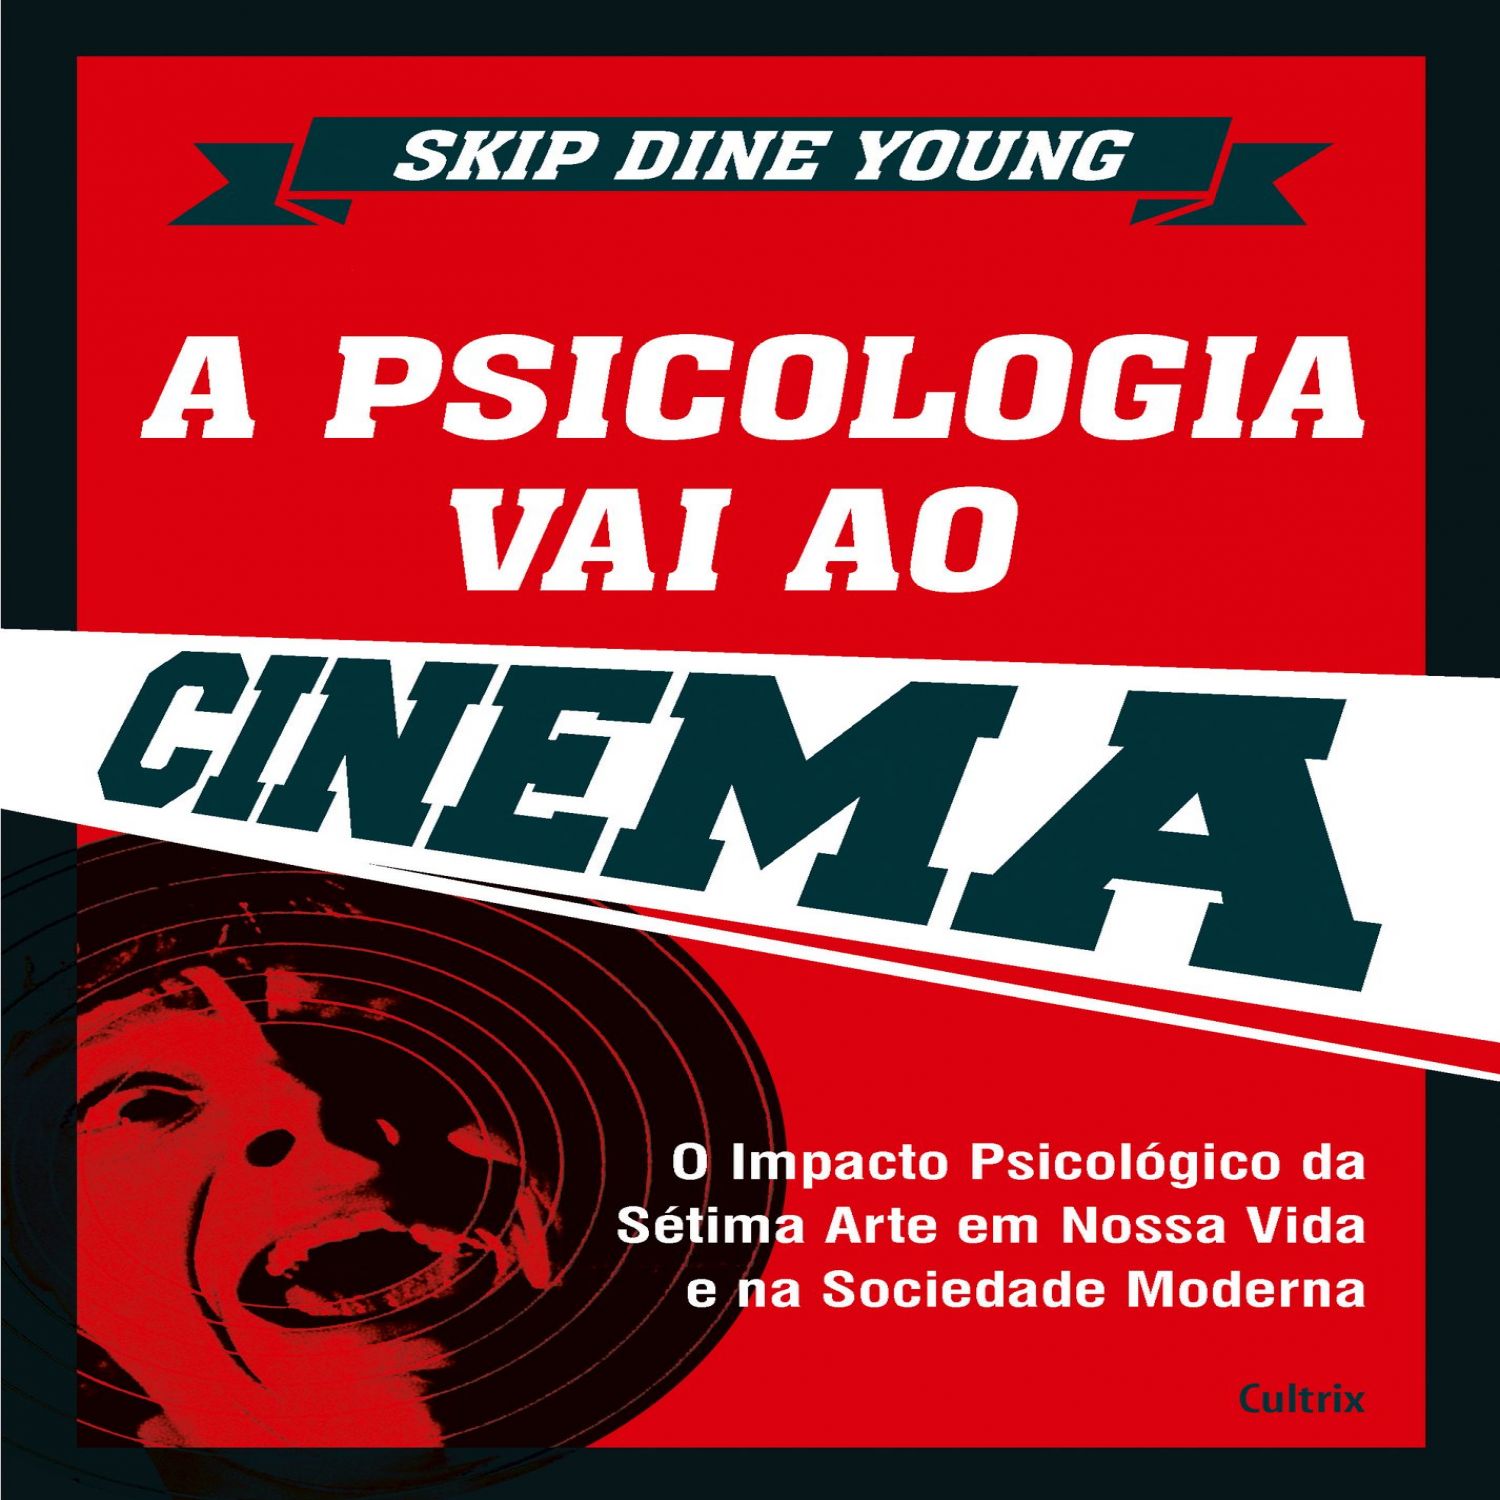 SKIP DINE YOUNG
A PSICOLOGIA
VAI AO
CINEMA
O Impacto Psicológico da
Sétima Arte em Nossa Vida
e na Sociedade Moderna
Cultrix